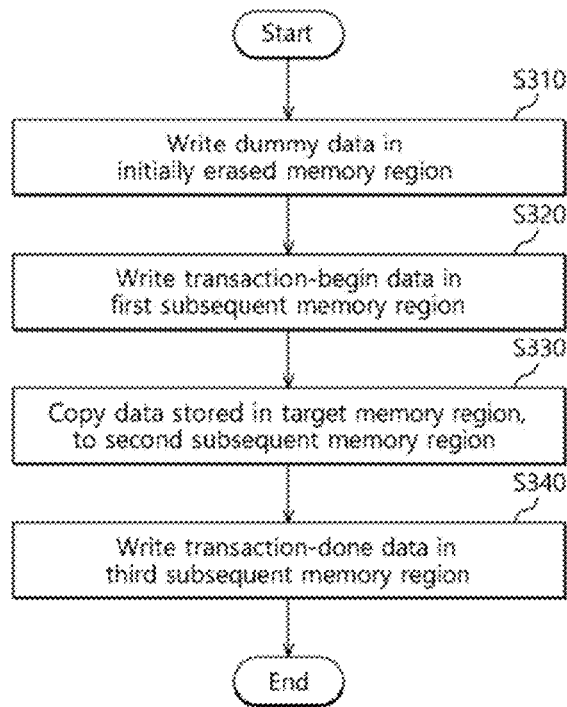 Start
S310
Write dummy data in
initially erased memory region
S320
Write transaction-begin data in
first subsequent memory region
S330
Copy data stored in target memory region,
to second subsequent memory region
S340
Write transaction-done data in
third subsequent memory region
End